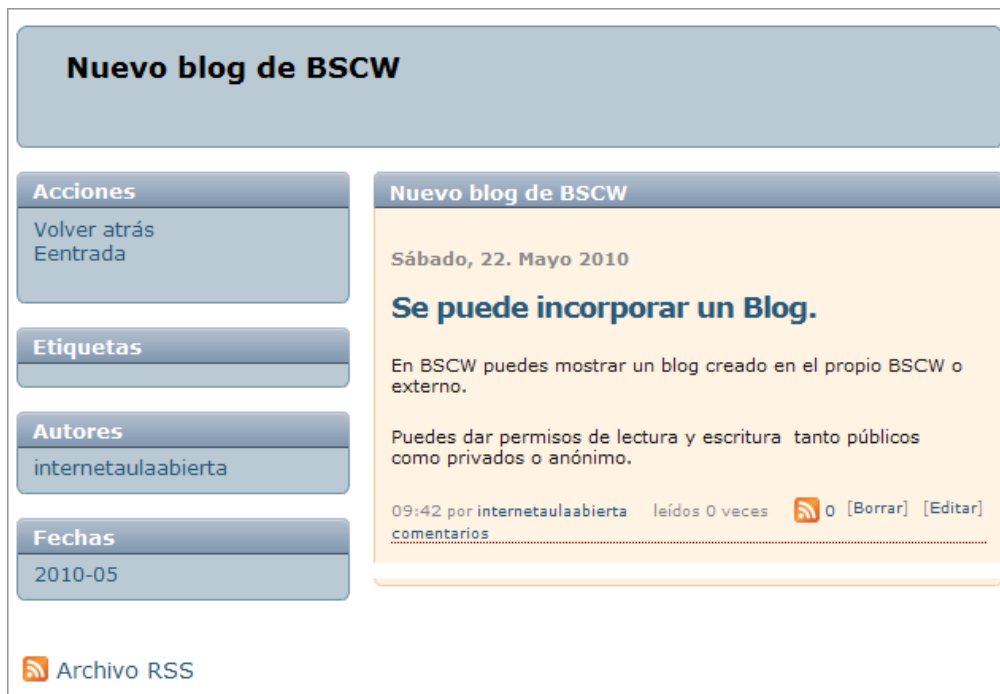 Nuevo blog de BSCW
Acciones
Volver atrás
Eentrada
Etiquetas
Autores
internetaulaabierta
Fechas
2010-05
Archivo RSS
Nuevo blog de BSCW
Sábado, 22. Mayo 2010
Se puede incorporar un Blog.
En BSCW puedes mostrar un blog creado en el propio BSCW o
externo.
Puedes dar permisos de lectura y escritura tanto públicos
como privados o anónimo.
09:42 por internetaulaabierta leídos 0 veces 0 [Borrar] [Editar]
comentarios